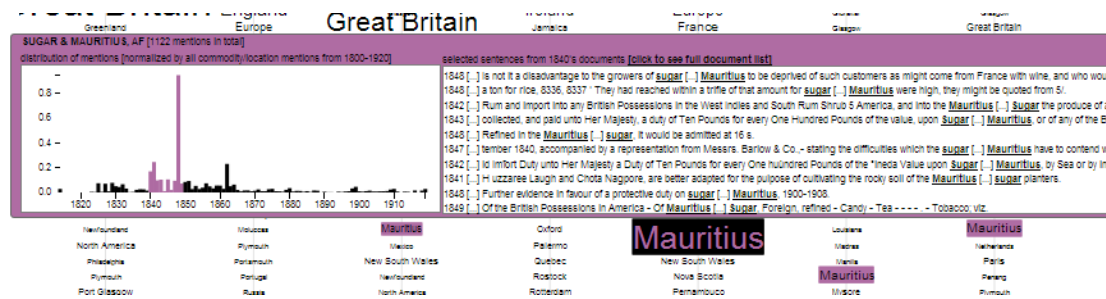 Great Britain England Great Britain Ireland Europe
Greenland Europe Jamaica France Glasgow Great Britain
SUGAR & MAURITIUS, AF [1122 mentions in total]
distribution of mentions [normalized by all commodity/location mentions from 1800-1920]
0.8 –
0.6 –
0.4 –
0.2 –
0.0 –
1820 1830 1840 1850 1860 1870 1880 1890 1900 1910
selected sentences from 1840's documents [click to see full document list]
1848 [...] is not it a disadvantage to the growers of sugar [...] Mauritius to be deprived of such customers as might come from France with wine, and who wou
1848 [...] a ton for rice, 8336, 8337 ' They had reached within a trifle of that amount for sugar [...] Mauritius were high, they might be quoted from 5/.
1842 [...] Rum and Import into any British Possessions in the West Indies and South Rum Shrub 5 America, and into the Mauritius [...] Sugar the produce of a
1843 [...] collected, and paid unto Her Majesty, a duty of Ten Pounds for every One Hundred Pounds of the value, upon Sugar [...] Mauritius, or of any of the B
1848 [...] Refined in the Mauritius [...] sugar, it would be admitted at 16 s.
1847 [...] tember 1840, accompanied by a representation from Messrs. Barlow & Co.,- stating the difficulties which the sugar [...] Mauritius have to contend w
1842 [...] Id imfort Duty unto Her Majesty a Duty of Ten Pounds for every One huúndred Pounds of the "Ineda Value upon Sugar [...] Mauritius, by Sea or by In
1841 [...] H uzzaree Laugh and Chota Nagpore, are better adapted for the pulpose of cultivating the rocky soil of the Mauritius [...] sugar planters.
1848 [...] Further evidence in favour of a protective duty on sugar [...] Mauritius, 1900-1908.
1849 [...] Of the British Possessions in America - Of Mauritius [...] Sugar, Foreign, refined - Candy - Tea - - - - . - Tobacco; viz.
Newfoundland Moluccas Mauritius Oxford Mauritius Louisiana Mauritius
North America Plymouth Mexico Palermo Madras Netherlands
Philadelphia Portsmouth New South Wales Quebec New South Wales Manila Paris
Plymouth Portugal Newfoundland Rostock Nova Scotia Mauritius Penang
Port Glasgow Russia North America Rotterdam Pernambuco Mysore Plymouth